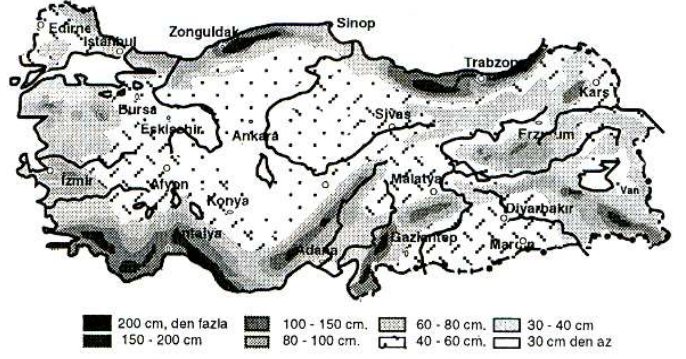 Sinop
Edirne
Zonguldak
İstanbul
Trabzon
Kars
Bursa
Sivas
Eskişehir.
Ankara
Erzurum
Malatya
İzmir
Afyon
Van
Konya
Diyarbakır
Antalya
Gaziantep
Mardin
Adana
200 cm, den fazla 100 - 150 cm. 60 - 80 cm. 30 - 40 cm
150 - 200 cm 80 - 100 cm. 40 - 60 cm. 30 cm den az